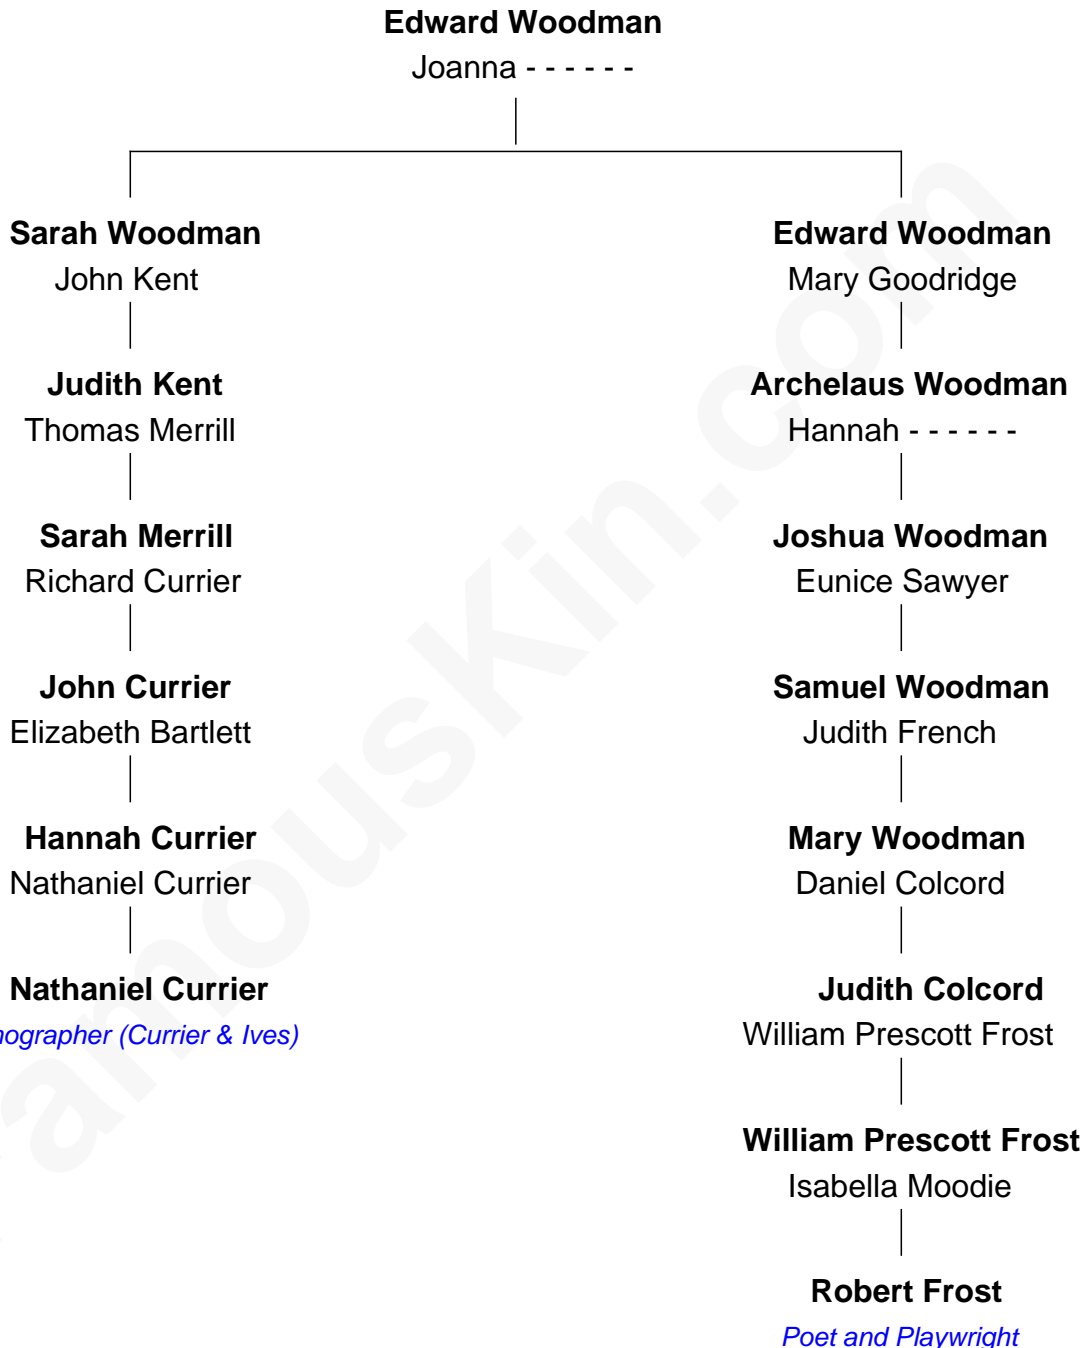 Edward Woodman
Joanna - - - - - -
Sarah Woodman
John Kent
Edward Woodman
Mary Goodridge
Judith Kent
Thomas Merrill
Archelaus Woodman
Hannah - - - - - -
Sarah Merrill
Richard Currier
Joshua Woodman
Eunice Sawyer
John Currier
Elizabeth Bartlett
Samuel Woodman
Judith French
Hannah Currier
Nathaniel Currier
Mary Woodman
Daniel Colcord
Nathaniel Currier
nographer (Currier & Ives)
Judith Colcord
William Prescott Frost
William Prescott Frost
Isabella Moodie
Robert Frost
Poet and Playwright
amouskin.com